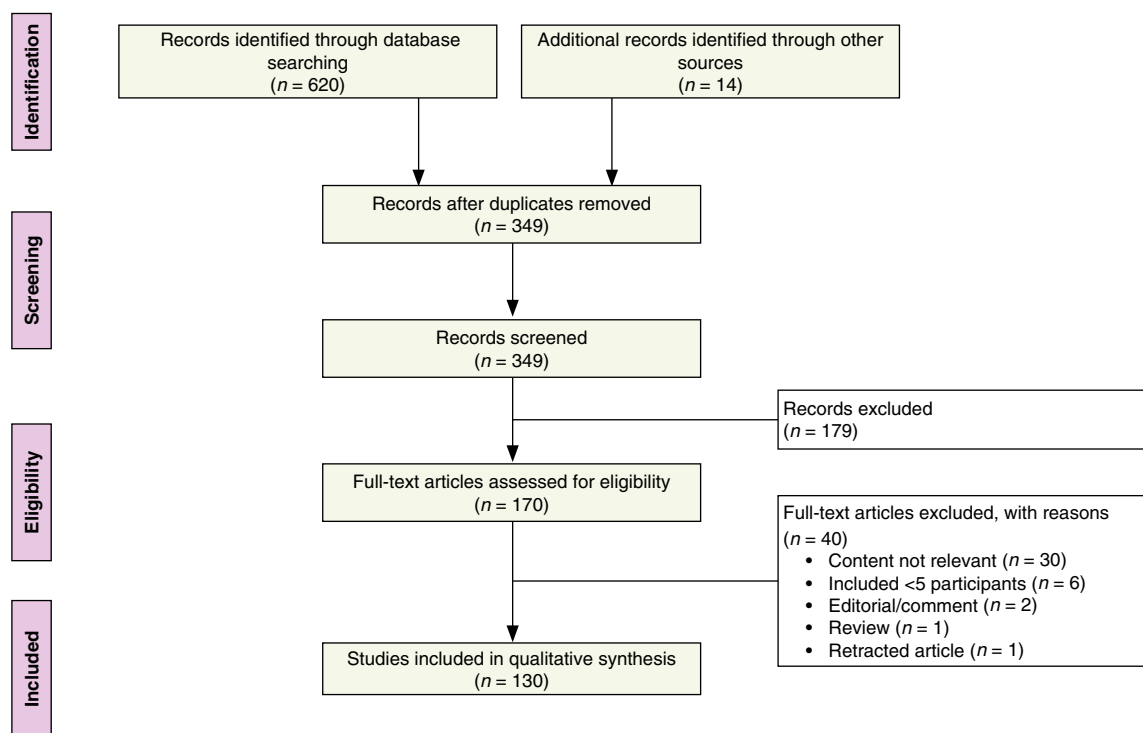 Identification
Records identified through database
searching
(n = 620)
Additional records identified through other
sources
(n = 14)
Screening
Records after duplicates removed
(n = 349)
Records screened
(n = 349)
Records excluded
(n = 179)
Eligibility
Full-text articles assessed for eligibility
(n = 170)
Full-text articles excluded, with reasons
(n = 40)
• Content not relevant (n = 30)
• Included <5 participants (n = 6)
• Editorial/comment (n = 2)
• Review (n = 1)
• Retracted article (n = 1)
Included
Studies included in qualitative synthesis
(n = 130)